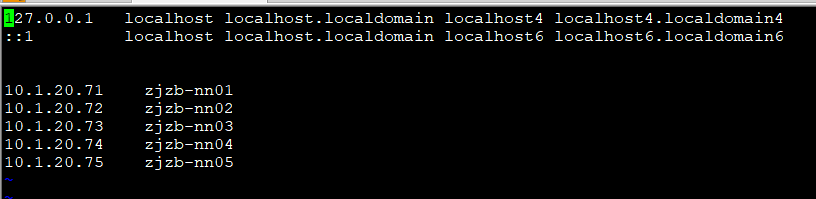 127.0.0.1   localhost localhost.localdomain localhost4 localhost4.localdomain4
::1         localhost localhost.localdomain localhost6 localhost6.localdomain6
10.1.20.71    zjzb-nn01
10.1.20.72    zjzb-nn02
10.1.20.73    zjzb-nn03
10.1.20.74    zjzb-nn04
10.1.20.75    zjzb-nn05
~
~